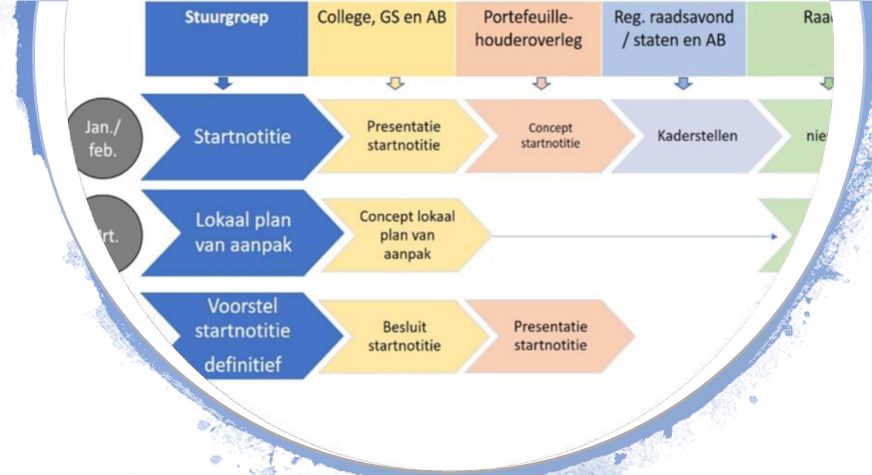 Stuurgroep
College, GS en AB
Portefeuille-
houderoverleg
Reg. raadsavond
/ staten en AB
Jan./
feb.
Startnotitie
Presentatie
startnotitie
Concept
startnotitie
Kaderstellen
Lokaal plan
van aanpak
Concept lokaal
plan van
aanpak
Voorstel
startnotitie
definitief
Besluit
startnotitie
Presentatie
startnotitie